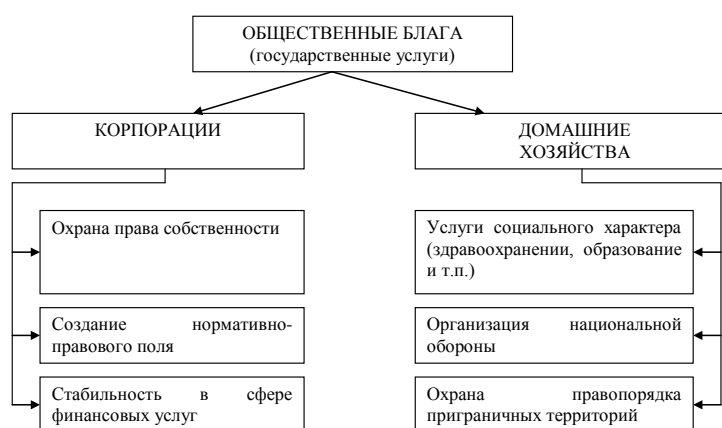 ОБЩЕСТВЕННЫЕ БЛАГА
(государственные услуги)
КОРПОРАЦИИ
ДОМАШНИЕ
ХОЗЯЙСТВА
Охрана права собственности
Создание нормативно-
правового поля
Стабильность в сфере
финансовых услуг
Услуги социального характера
(здравоохранении, образование
и т.п.)
Организация национальной
обороны
Охрана правопорядка
приграничных территорий